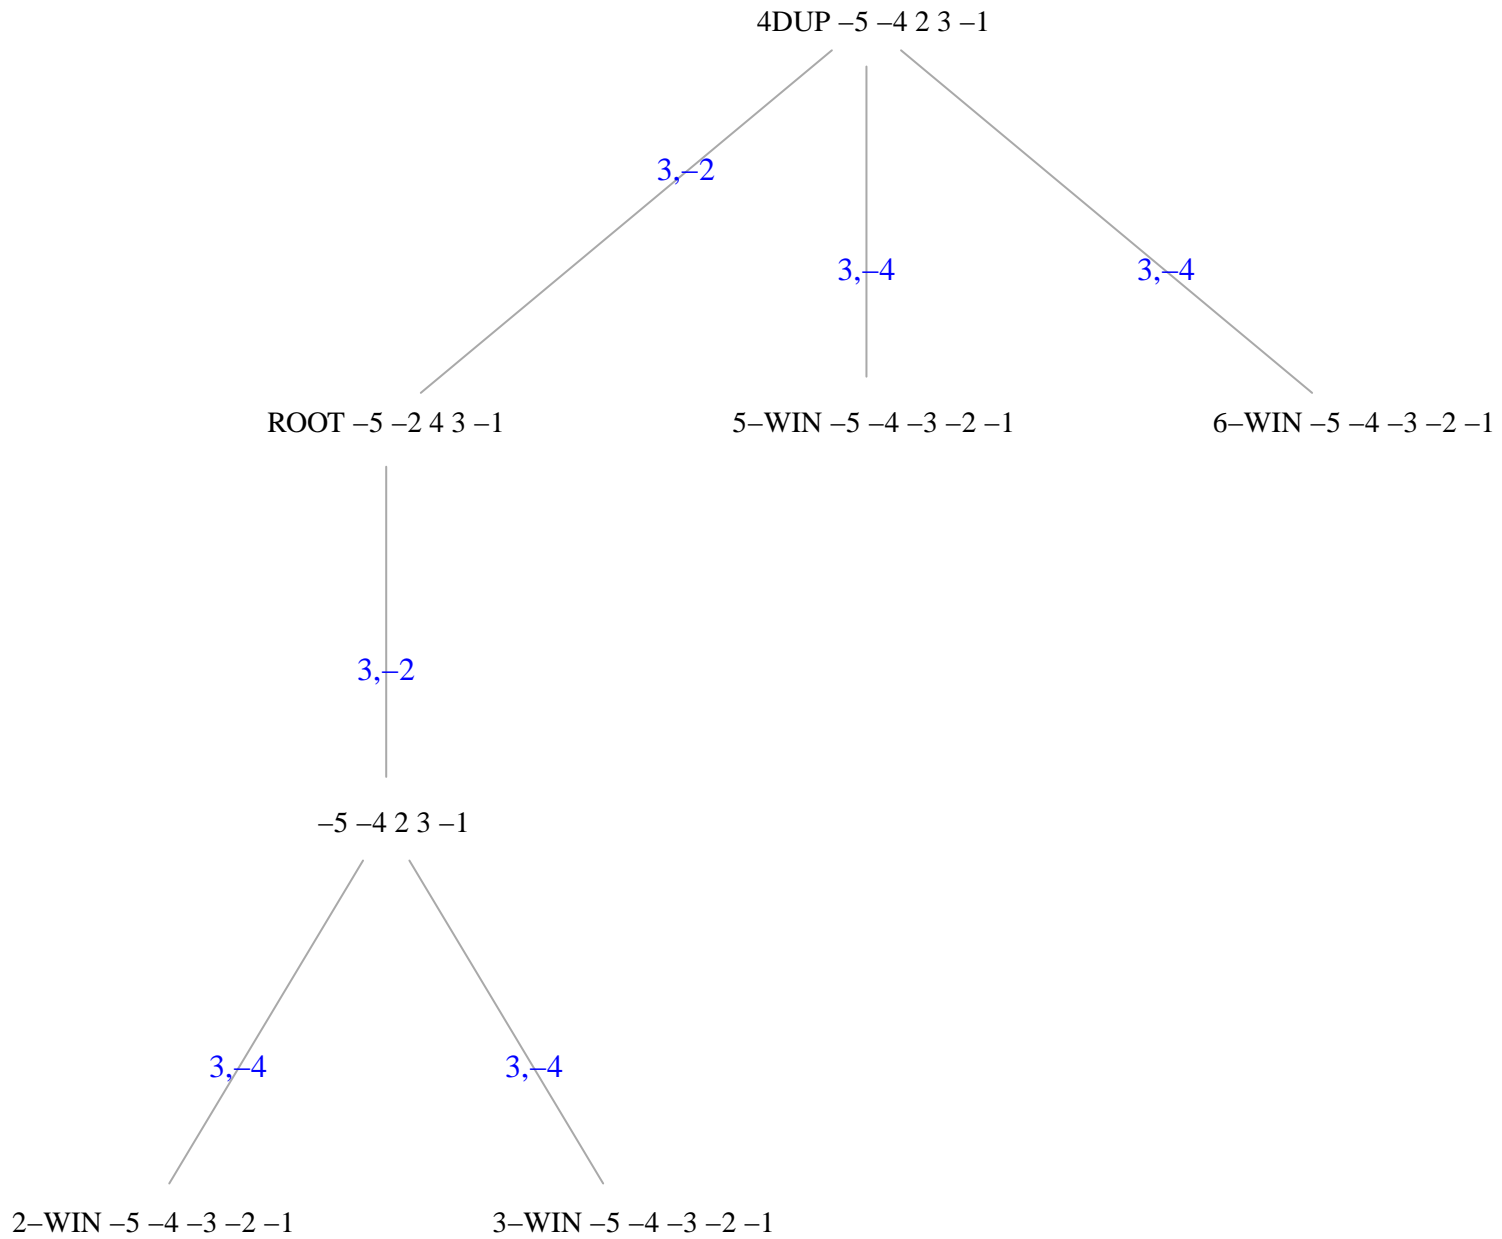 4DUP –5 –4 2 3 –1
3,–2
3,–4
3,–4
ROOT –5 –2 4 3 –1
5–WIN –5 –4 –3 –2 –1
6–WIN –5 –4 –3 –2 –1
3,–2
–5 –4 2 3 –1
3,–4
3,–4
2–WIN –5 –4 –3 –2 –1
3–WIN –5 –4 –3 –2 –1